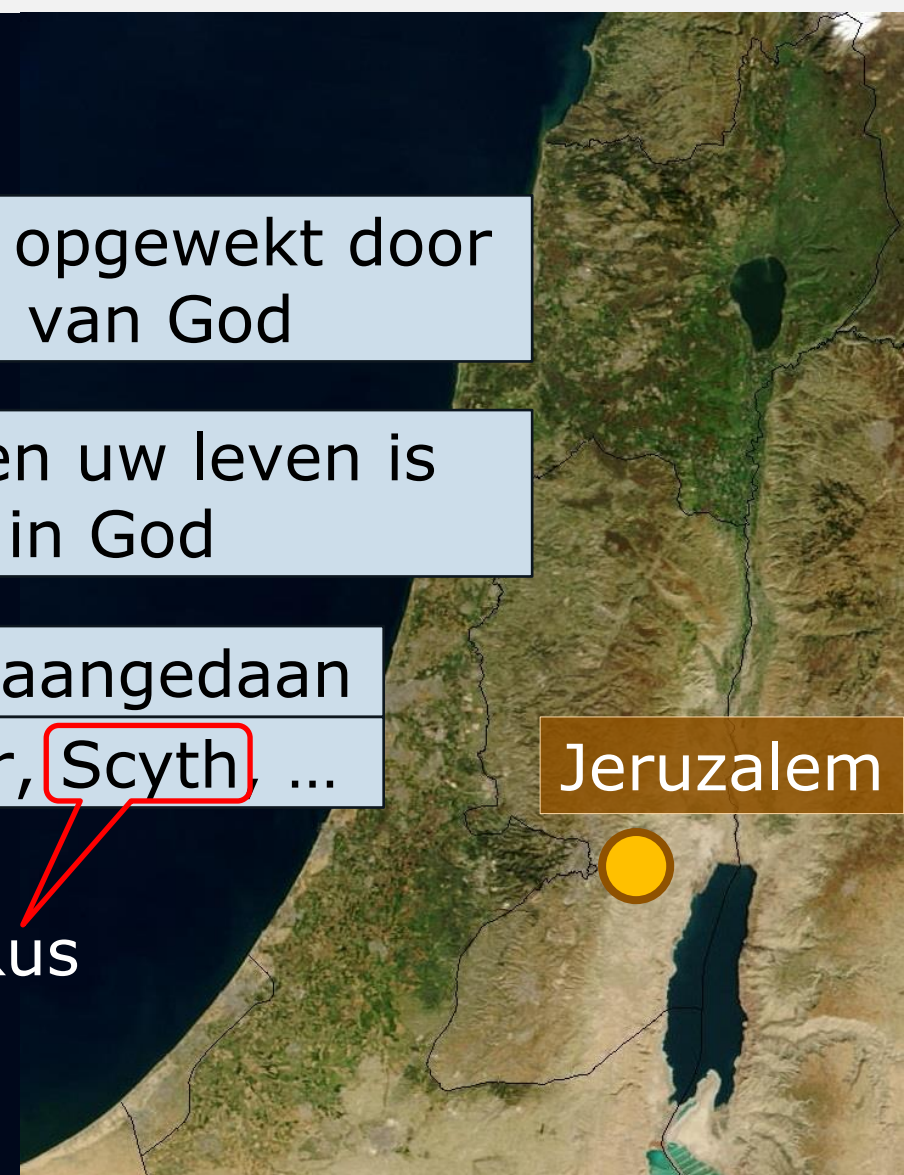 opgewekt door
van God
en uw leven is
in God
aangedaan
r, Scyth, ...
Jeruzalem
us